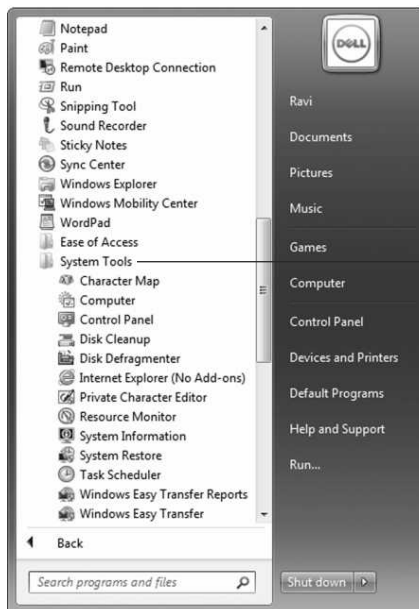 Notepad
Paint
Remote Desktop Connection
Run
Snipping Tool
Sound Recorder
Sticky Notes
Sync Center
Windows Explorer
Windows Mobility Center
WordPad
Ease of Access
System Tools
Character Map
Computer
Control Panel
Disk Cleanup
Disk Defragmenter
Internet Explorer (No Add-ons)
Private Character Editor
Resource Monitor
System Information
System Restore
Task Scheduler
Windows Easy Transfer Reports
Windows Easy Transfer
Back
Search programs and files
DELL
Ravi
Documents
Pictures
Music
Games
Computer
Control Panel
Devices and Printers
Default Programs
Help and Support
Run...
Shut down